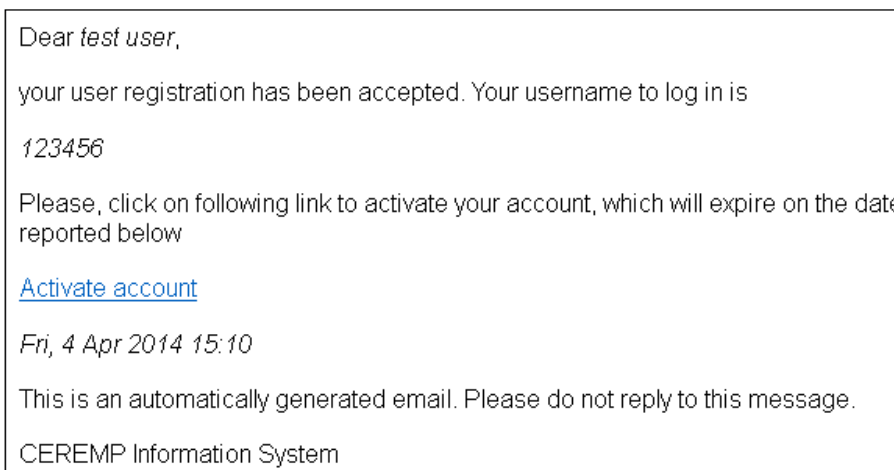 Dear test user,
your user registration has been accepted. Your username to log in is
123456
Please, click on following link to activate your account, which will expire on the date
reported below
Activate account
Fri, 4 Apr 2014 15:10
This is an automatically generated email. Please do not reply to this message.
CEREMP Information System